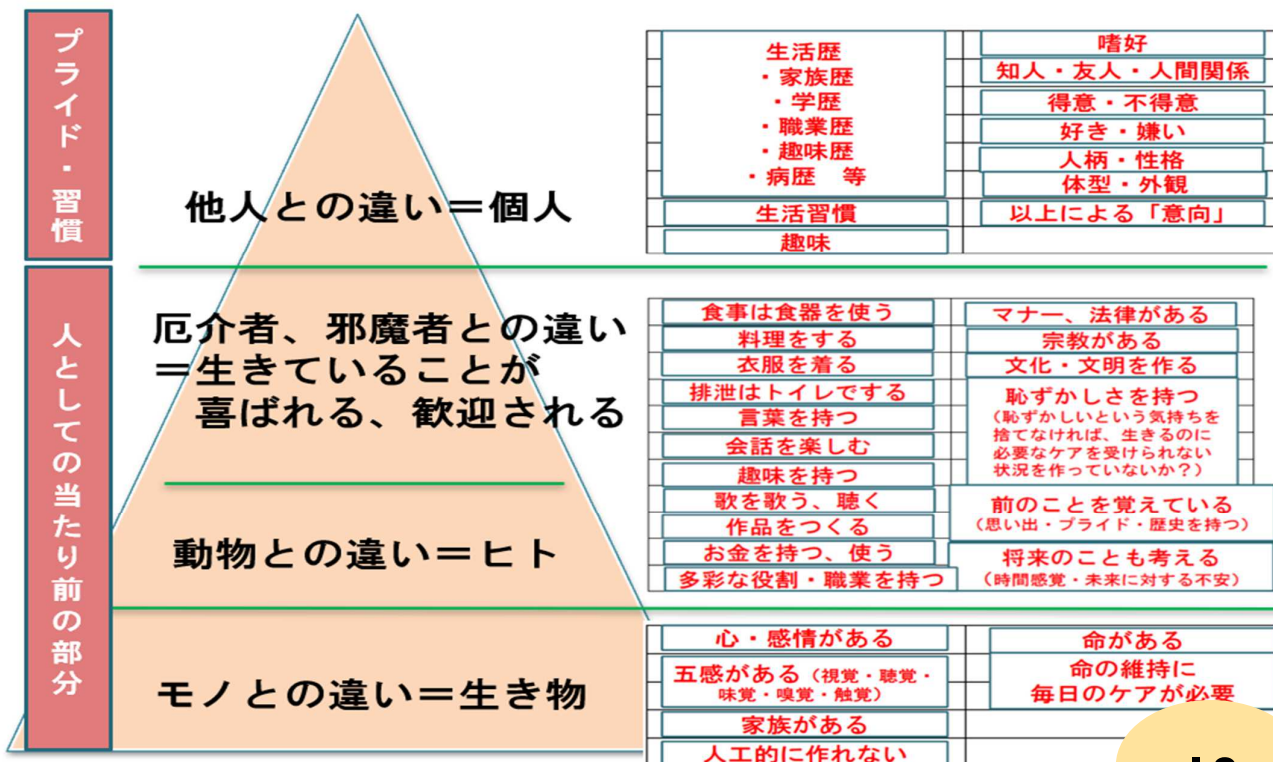 プライド・習慣
他人との違い＝個人
生活歴
・家族歴
・学歴
・職業歴
・趣味歴
・病歴　等
生活習慣
趣味
嗜好
知人・友人・人間関係
得意・不得意
好き・嫌い
人柄・性格
体型・外観
以上による「意向」
人としての当たり前の部分
厄介者、邪魔者との違い
＝生きていることが
喜ばれる、歓迎される
動物との違い＝ヒト
食事は食器を使う
料理をする
衣服を着る
排泄はトイレでする
言葉を持つ
会話を楽しむ
趣味を持つ
歌を歌う、聴く
作品をつくる
お金を持つ、使う
多彩な役割・職業を持つ
マナー、法律がある
宗教がある
文化・文明を作る
恥ずかしさを持つ
（恥ずかしいという気持ちを
捨てなければ、生きるのに
必要なケアを受けられない
状況を作っていないか？）
前のことを覚えている
（思い出・プライド・歴史を持つ）
将来のことも考える
（時間感覚・未来に対する不安）
モノとの違い＝生き物
心・感情がある
五感がある（視覚・聴覚・
味覚・嗅覚・触覚）
家族がある
人工的に作れない
命がある
命の維持に
毎日のケアが必要